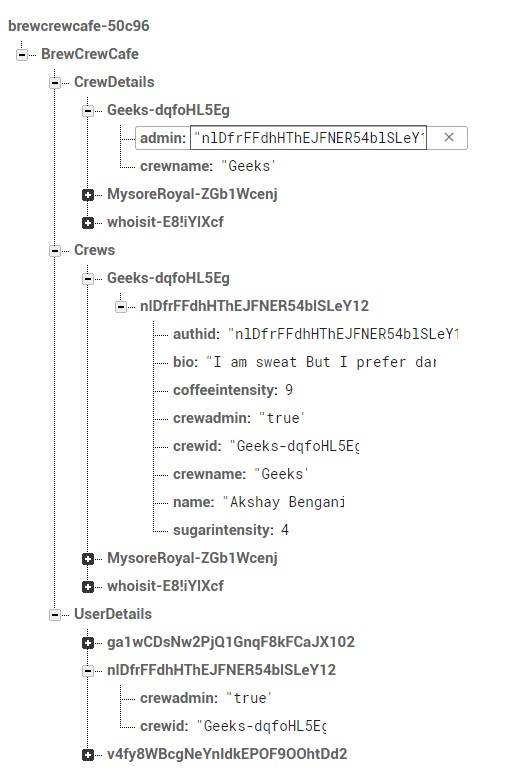 brewcrewcafe-50c96
BrewCrewCafe
CrewDetails
Geeks-dqfoHL5Eg
admin: "nlDfrFFdhHThEJFNER54blSLeY1
crewname: "Geeks"
MysoreRoyal-ZGb1Wcenj
whoisit-E8!iYlXcf
Crews
Geeks-dqfoHL5Eg
nlDfrFFdhHThEJFNER54blSLeY12
authid: "nlDfrFFdhHThEJFNER54blSLeY1
bio: "I am sweat But I prefer dar
coffeeintensity: 9
crewadmin: "true"
crewid: "Geeks-dqfoHL5Eg
crewname: "Geeks"
name: "Akshay Bengani
sugarintensity: 4
MysoreRoyal-ZGb1Wcenj
whoisit-E8!iYlXcf
UserDetails
ga1wCDsNw2PjQ1GnqF8kFCaJX102
nlDfrFFdhHThEJFNER54blSLeY12
crewadmin: "true"
crewid: "Geeks-dqfoHL5Eg
v4fy8WBcgNeYnIdkEPOF9OOhtDd2